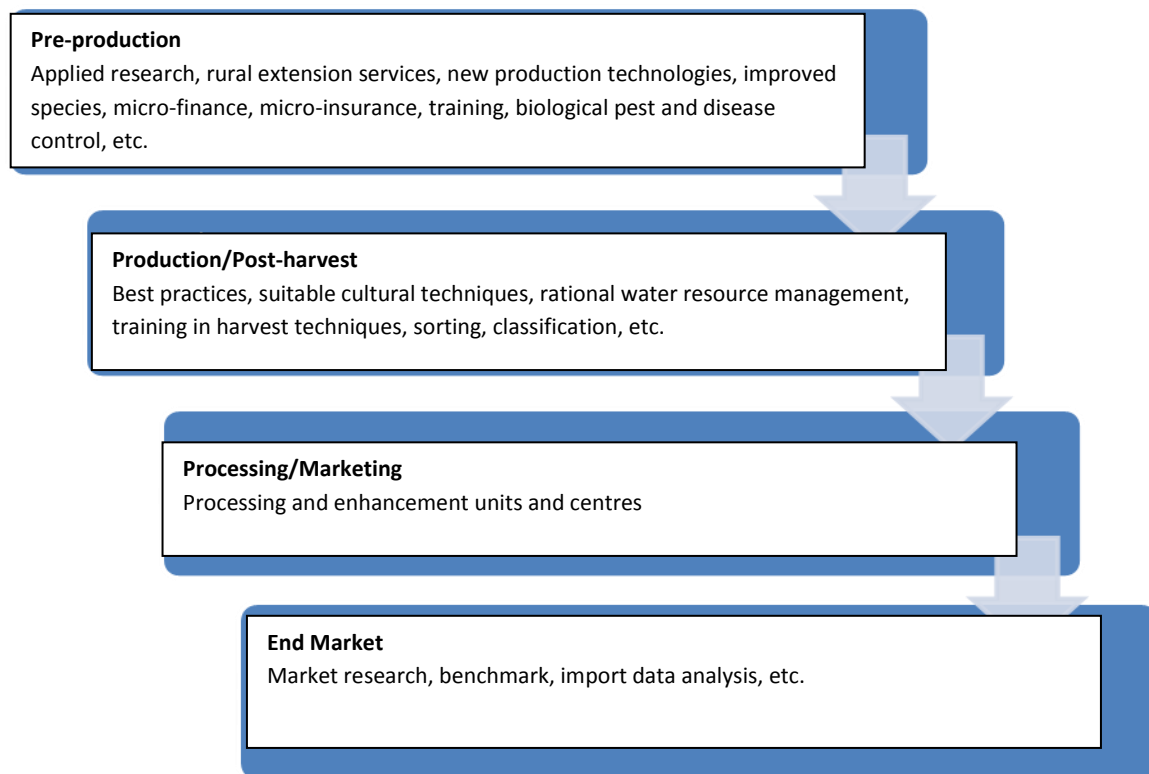 Pre-production
Applied research, rural extension services, new production technologies, improved
species, micro-finance, micro-insurance, training, biological pest and disease
control, etc.
Production/Post-harvest
Best practices, suitable cultural techniques, rational water resource management,
training in harvest techniques, sorting, classification, etc.
Processing/Marketing
Processing and enhancement units and centres
End Market
Market research, benchmark, import data analysis, etc.